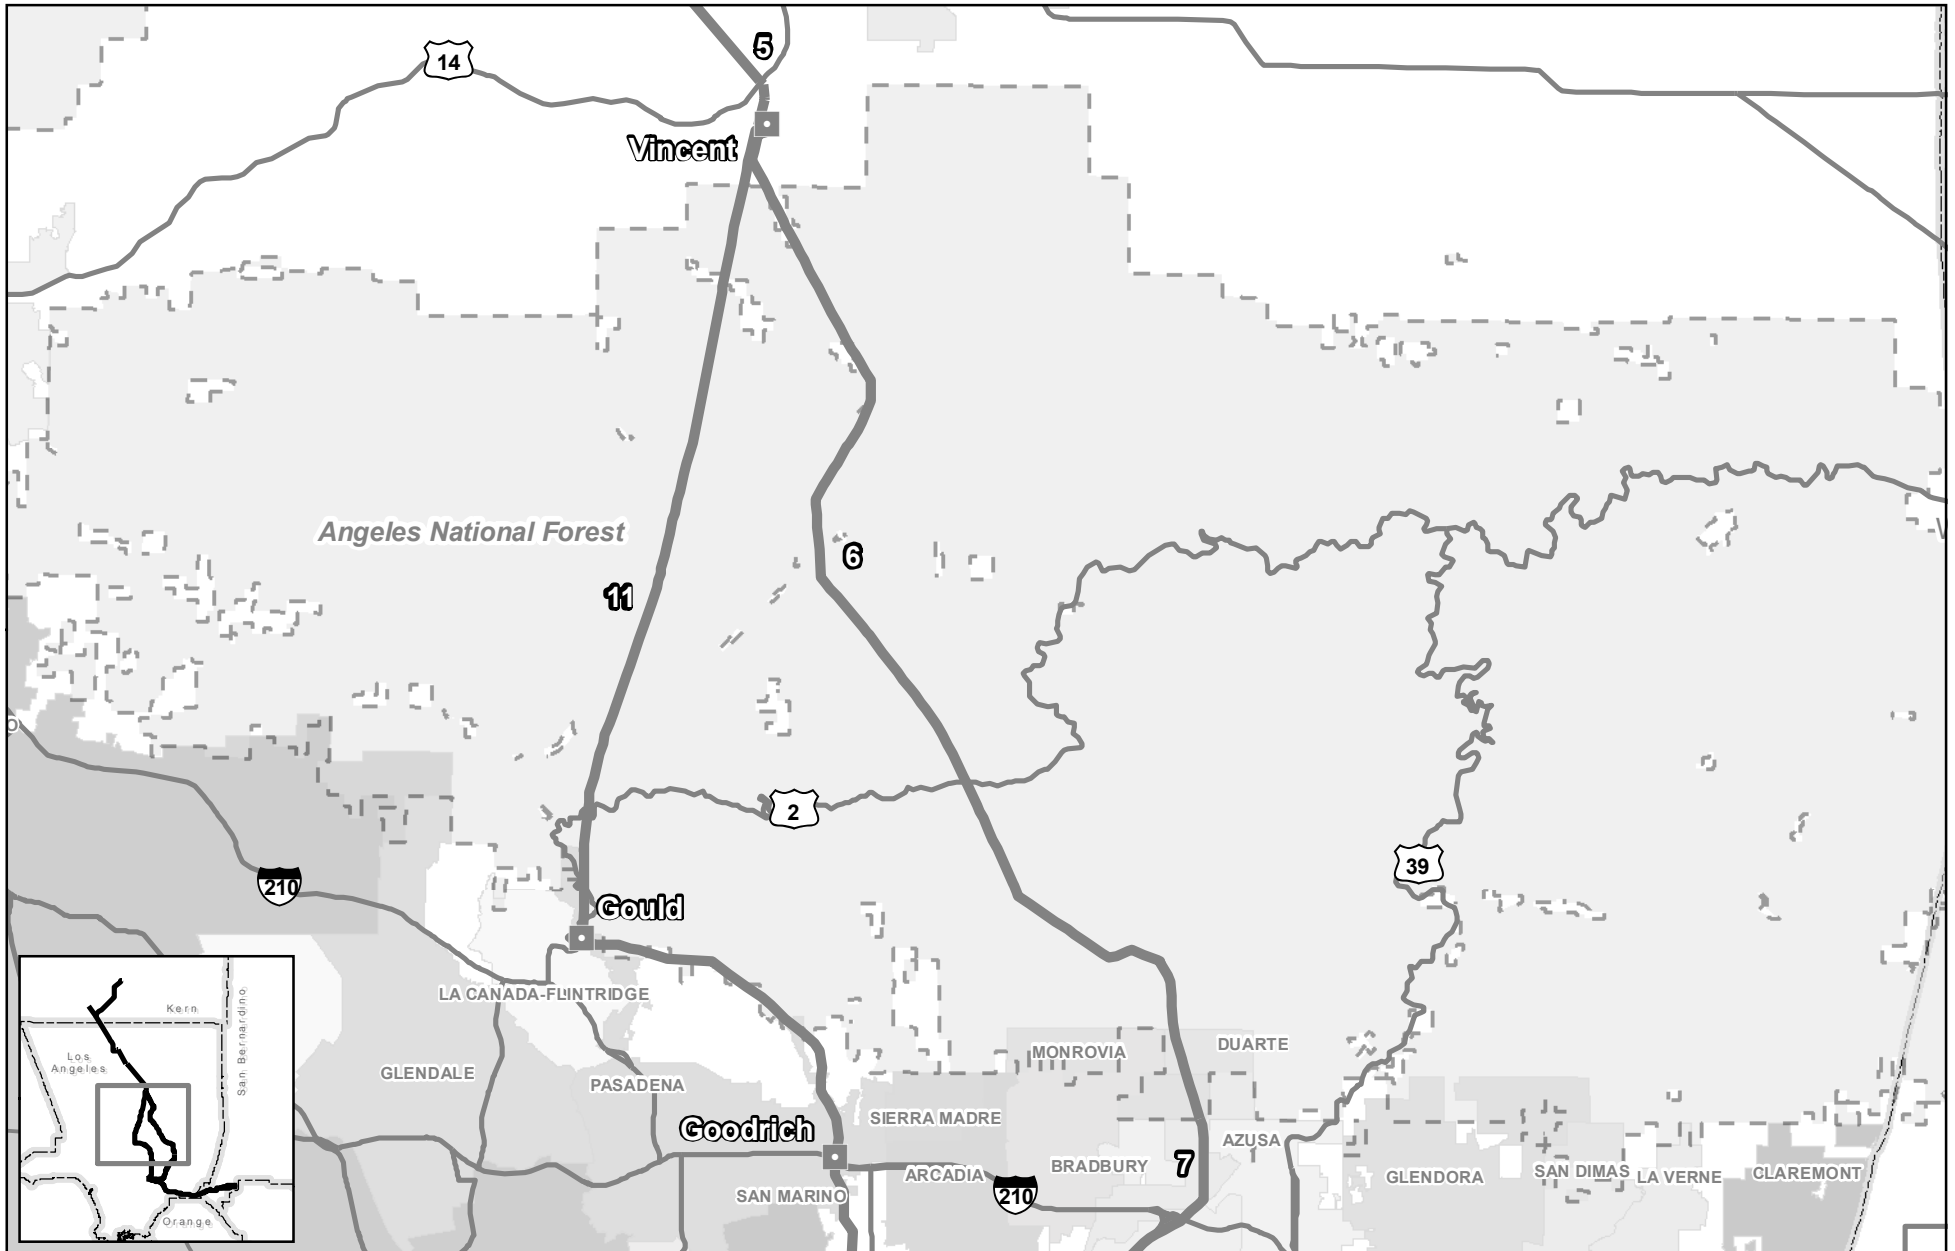 5
14
Vincent
Angeles National Forest
6
11
2
39
210
Gould
LA CANADA-FLINTRIDGE
MONROVIA
DUARTE
GLENDALE
PASADENA
SIERRA MADRE
Goodrich
AZUSA
7
BRADBURY
ARCADIA
GLENDORA
SAN DIMAS
LA VERNE
CLAREMONT
SAN MARINO
210
Kern
San Bernardino
Los
Angeles
Orange